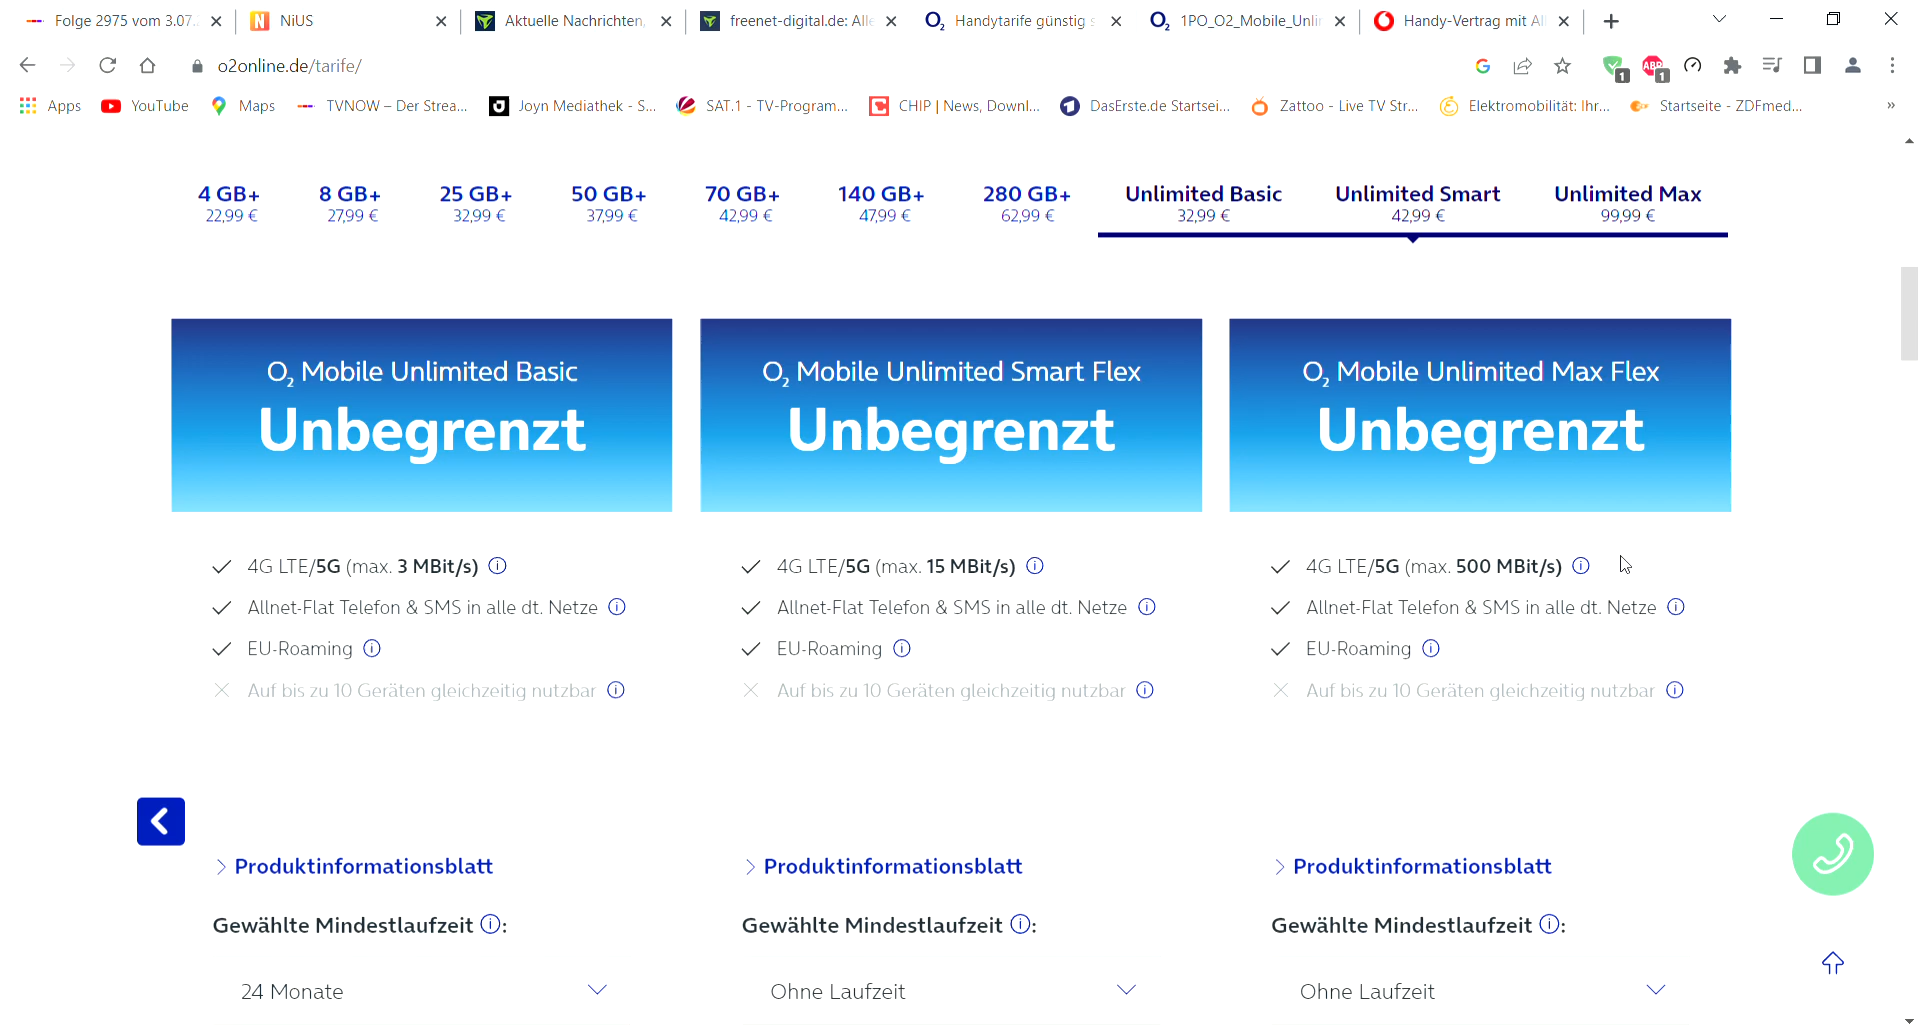 Folge 2975 vom 3.07.
NiUS
Aktuelle Nachrichten,
freenet-digital.de: Alle
O2 Handytarife günstig s
O2 1PO_O2_Mobile_Unlim
Handy-Vertrag mit All
o2online.de/tarife/
1
ABP 1
Apps
YouTube
Maps
TVNOW – Der Strea...
Joyn Mediathek - S...
SAT.1 - TV-Program...
CHIP | News, Downl...
DasErste.de Startsei...
Zattoo - Live TV Str...
Elektromobilität: Ihr...
Startseite - ZDFmed...
»
4 GB+ 8 GB+ 25 GB+ 50 GB+ 70 GB+ 140 GB+ 280 GB+ Unlimited Basic Unlimited Smart Unlimited Max
22,99 € 27,99 € 32,99 € 37,99 € 42,99 € 47,99 € 62,99 € 32,99 € 42,99 € 99,99 €
O2 Mobile Unlimited Basic
Unbegrenzt
4G LTE/5G (max. 3 MBit/s)
Allnet-Flat Telefon & SMS in alle dt. Netze
EU-Roaming
Auf bis zu 10 Geräten gleichzeitig nutzbar
Produktinformationsblatt
Gewählte Mindestlaufzeit :
24 Monate
O2 Mobile Unlimited Smart Flex
Unbegrenzt
4G LTE/5G (max. 15 MBit/s)
Allnet-Flat Telefon & SMS in alle dt. Netze
EU-Roaming
Auf bis zu 10 Geräten gleichzeitig nutzbar
Produktinformationsblatt
Gewählte Mindestlaufzeit :
Ohne Laufzeit
O2 Mobile Unlimited Max Flex
Unbegrenzt
4G LTE/5G (max. 500 MBit/s)
Allnet-Flat Telefon & SMS in alle dt. Netze
EU-Roaming
Auf bis zu 10 Geräten gleichzeitig nutzbar
Produktinformationsblatt
Gewählte Mindestlaufzeit :
Ohne Laufzeit